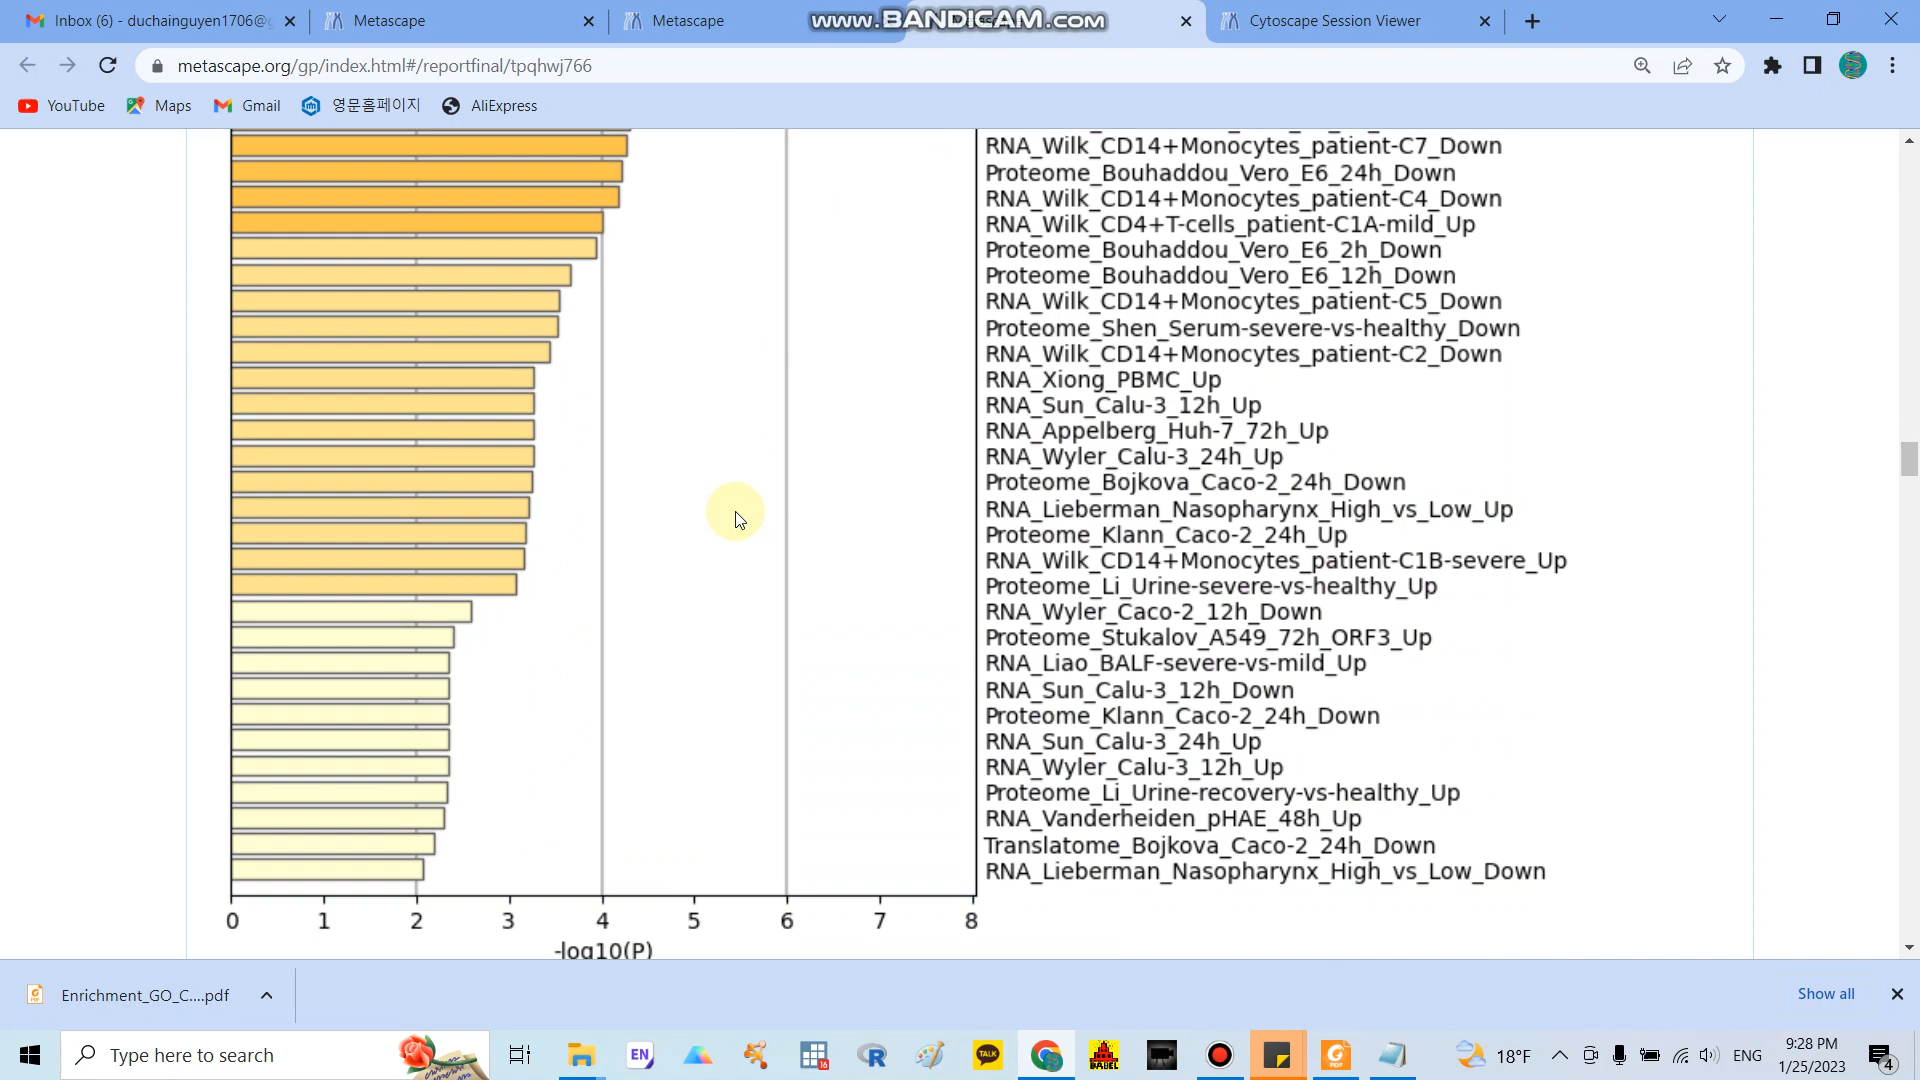 Inbox (6) - duchainguyen1706@g
Metascape
Metascape
www.BANDICAM.com
Cytoscape Session Viewer
metascape.org/gp/index.html#/reportfinal/tpqhwj766
YouTube
Maps
Gmail
영문홈페이지
AliExpress
RNA_Wilk_CD14+Monocytes_patient-C7_Down
Proteome_Bouhaddou_Vero_E6_24h_Down
RNA_Wilk_CD14+Monocytes_patient-C4_Down
RNA_Wilk_CD4+T-cells_patient-C1A-mild_Up
Proteome_Bouhaddou_Vero_E6_2h_Down
Proteome_Bouhaddou_Vero_E6_12h_Down
RNA_Wilk_CD14+Monocytes_patient-C5_Down
Proteome_Shen_Serum-severe-vs-healthy_Down
RNA_Wilk_CD14+Monocytes_patient-C2_Down
RNA_Xiong_PBMC_Up
RNA_Sun_Calu-3_12h_Up
RNA_Appelberg_Huh-7_72h_Up
RNA_Wyler_Calu-3_24h_Up
Proteome_Bojkova_Caco-2_24h_Down
RNA_Lieberman_Nasopharynx_High_vs_Low_Up
Proteome_Klann_Caco-2_24h_Up
RNA_Wilk_CD14+Monocytes_patient-C1B-severe_Up
Proteome_Li_Urine-severe-vs-healthy_Up
RNA_Wyler_Caco-2_12h_Down
Proteome_Stukalov_A549_72h_ORF3_Up
RNA_Liao_BALF-severe-vs-mild_Up
RNA_Sun_Calu-3_12h_Down
Proteome_Klann_Caco-2_24h_Down
RNA_Sun_Calu-3_24h_Up
RNA_Wyler_Calu-3_12h_Up
Proteome_Li_Urine-recovery-vs-healthy_Up
RNA_Vanderheiden_pHAE_48h_Up
Translatome_Bojkova_Caco-2_24h_Down
RNA_Lieberman_Nasopharynx_High_vs_Low_Down
0 1 2 3 4 5 6 7 8
-log10(P)
Enrichment_GO_C....pdf
Show all
Type here to search
EN
16
TALK
BABEL
18°F
ENG
9:28 PM
1/25/2023
4